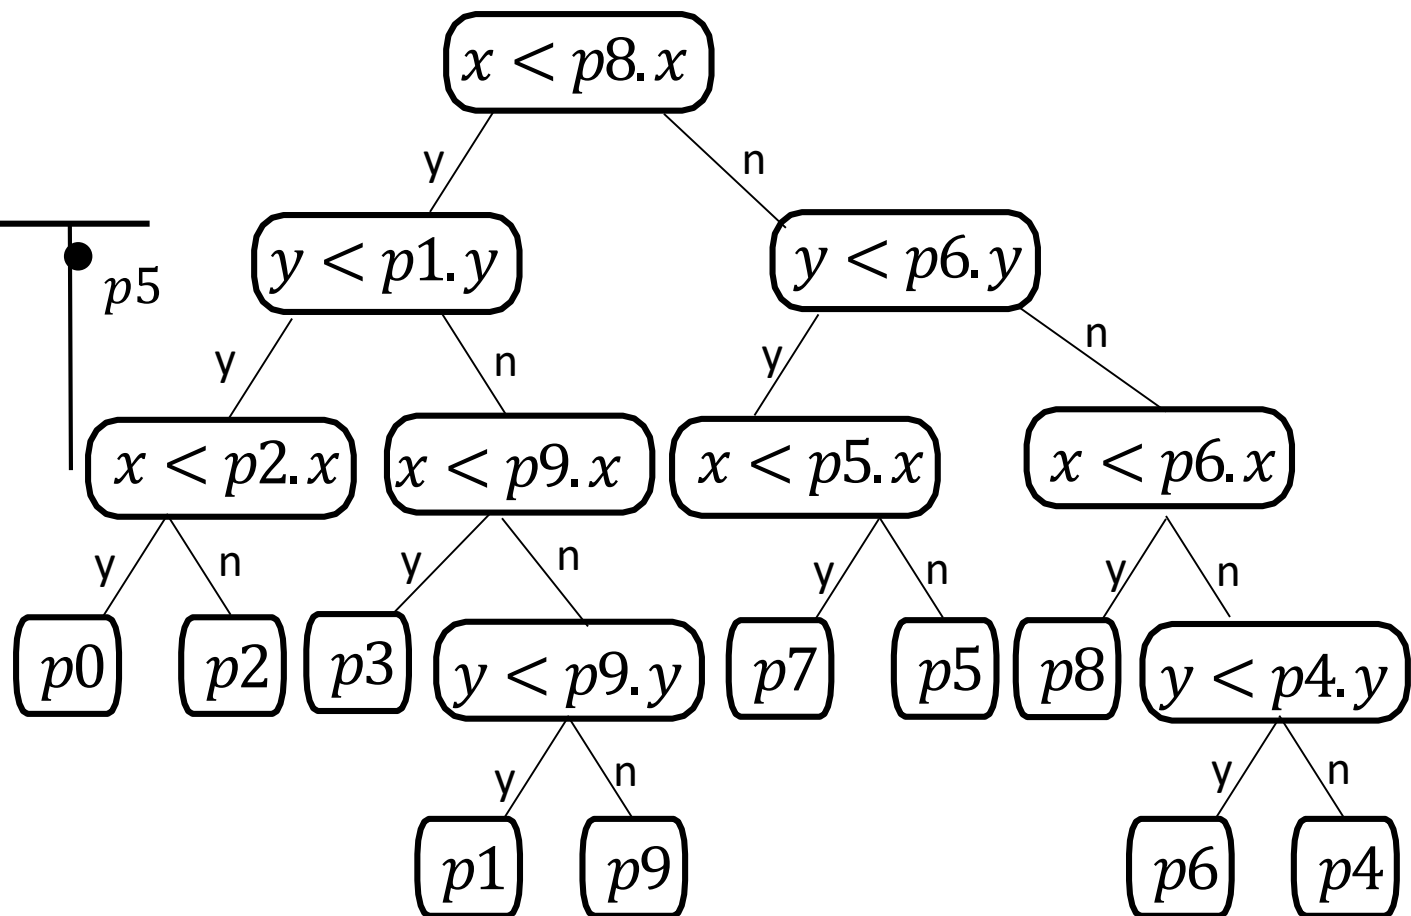 x < p8. x
y n
y < p1. y y < p6. y
p5
y n y n
x < p2. x x < p9. x x < p5. x x < p6. x
y n y n y n y n
p0 p2 p3 y < p9. y p7 p5 p8 y < p4. y
y n y n
p1 p9 p6 p4